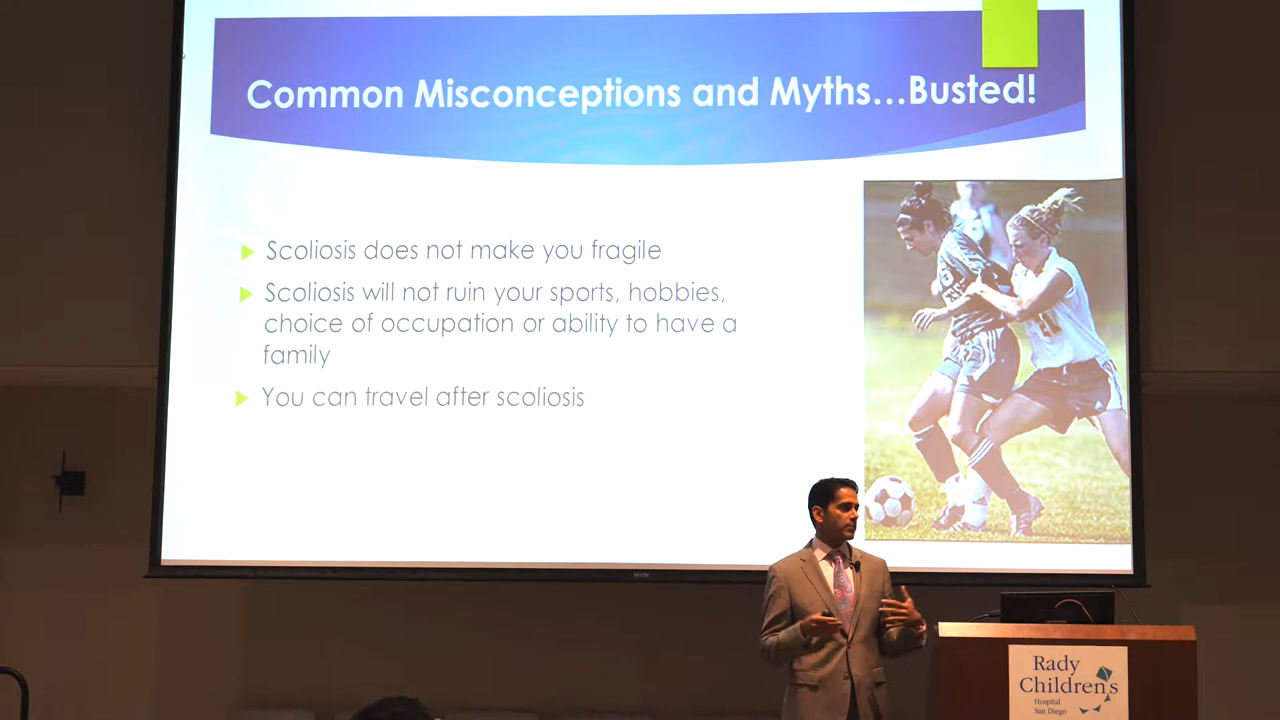 Common Misconceptions and Myths...Busted!
Scoliosis does not make you fragile
Scoliosis will not ruin your sports, hobbies,
choice of occupation or ability to have a
family
You can travel after scoliosis
Rady
Children's
Hospital
San Diego